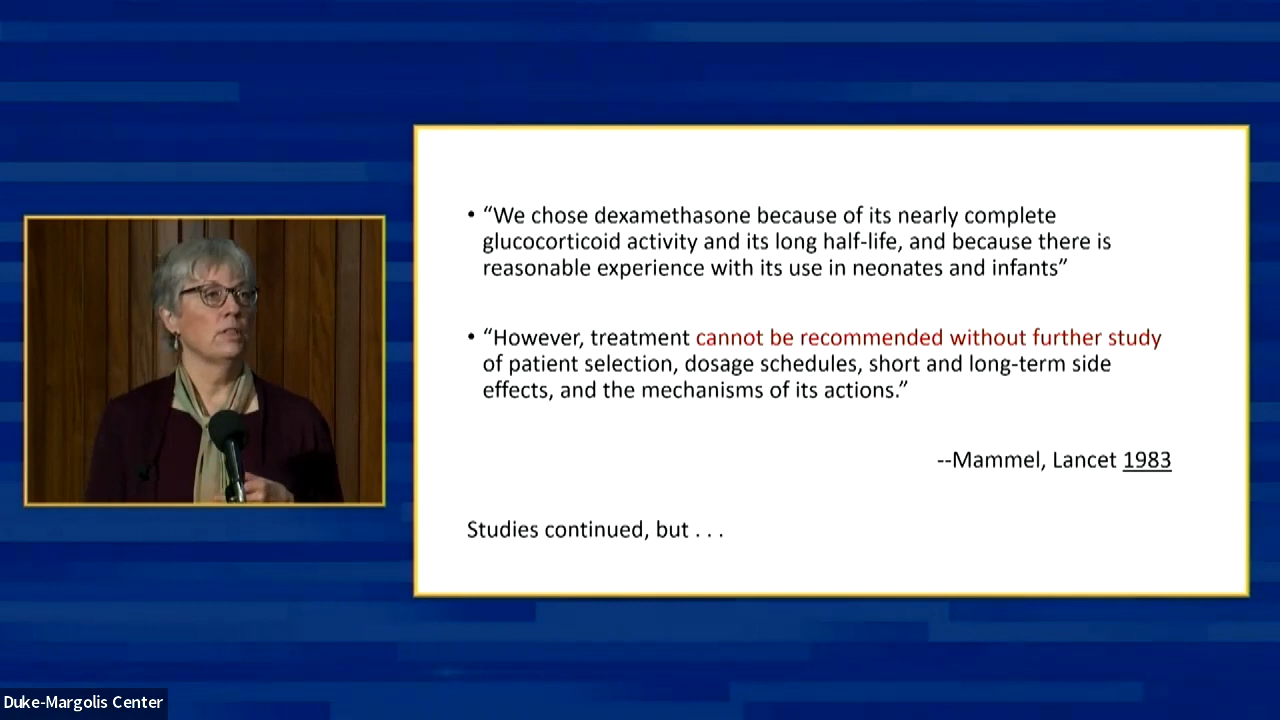 • “We chose dexamethasone because of its nearly complete
glucocorticoid activity and its long half-life, and because there is
reasonable experience with its use in neonates and infants”
• “However, treatment cannot be recommended without further study
of patient selection, dosage schedules, short and long-term side
effects, and the mechanisms of its actions.”
--Mammel, Lancet 1983
Studies continued, but . . .
Duke-Margolis Center